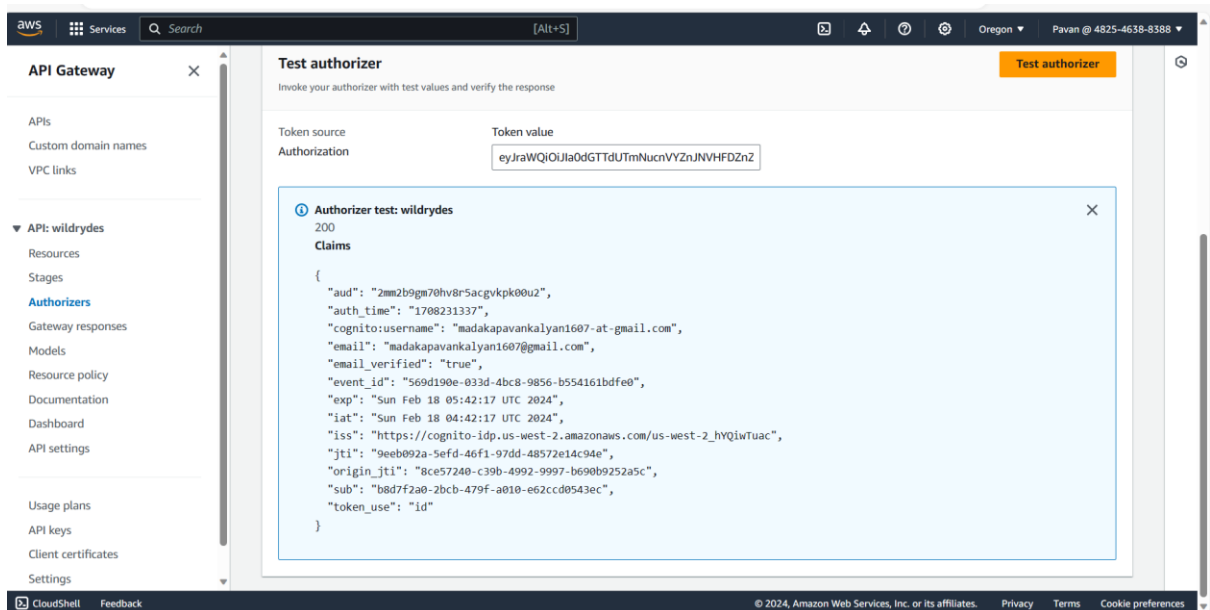 aws Services Search [Alt+S] Oregon ▼ Pavan @ 4825-4638-8388 ▼
API Gateway
APIs
Custom domain names
VPC links
▼ API: wildrydes
Resources
Stages
Authorizers
Gateway responses
Models
Resource policy
Documentation
Dashboard
API settings
Usage plans
API keys
Client certificates
Settings
Test authorizer
Test authorizer
Invoke your authorizer with test values and verify the response
Token source
Authorization
Token value
Authorizer test: wildrydes
200
Claims
{
"aud": "2mm2b9gm70hv8r5acgvkpk00u2",
"auth_time": "1708231337",
"cognito:username": "madakapavankalyan1607-at-gmail.com",
"email": "madakapavankalyan1607@gmail.com",
"email_verified": "true",
"event_id": "569d190e-033d-4bc8-9856-b554161bdfe0",
"exp": "Sun Feb 18 05:42:17 UTC 2024",
"iat": "Sun Feb 18 04:42:17 UTC 2024",
"iss": "https://cognito-idp.us-west-2.amazonaws.com/us-west-2_hYQiwTuac",
"jti": "9eeb092a-5efd-46f1-97dd-48572e14c94e",
"origin_jti": "8ce57240-c39b-4992-9997-b690b9252a5c",
"sub": "b8d7f2a0-2bcb-479f-a010-e62ccd0543ec",
"token_use": "id"
}
CloudShell Feedback © 2024, Amazon Web Services, Inc. or its affiliates. Privacy Terms Cookie preferences